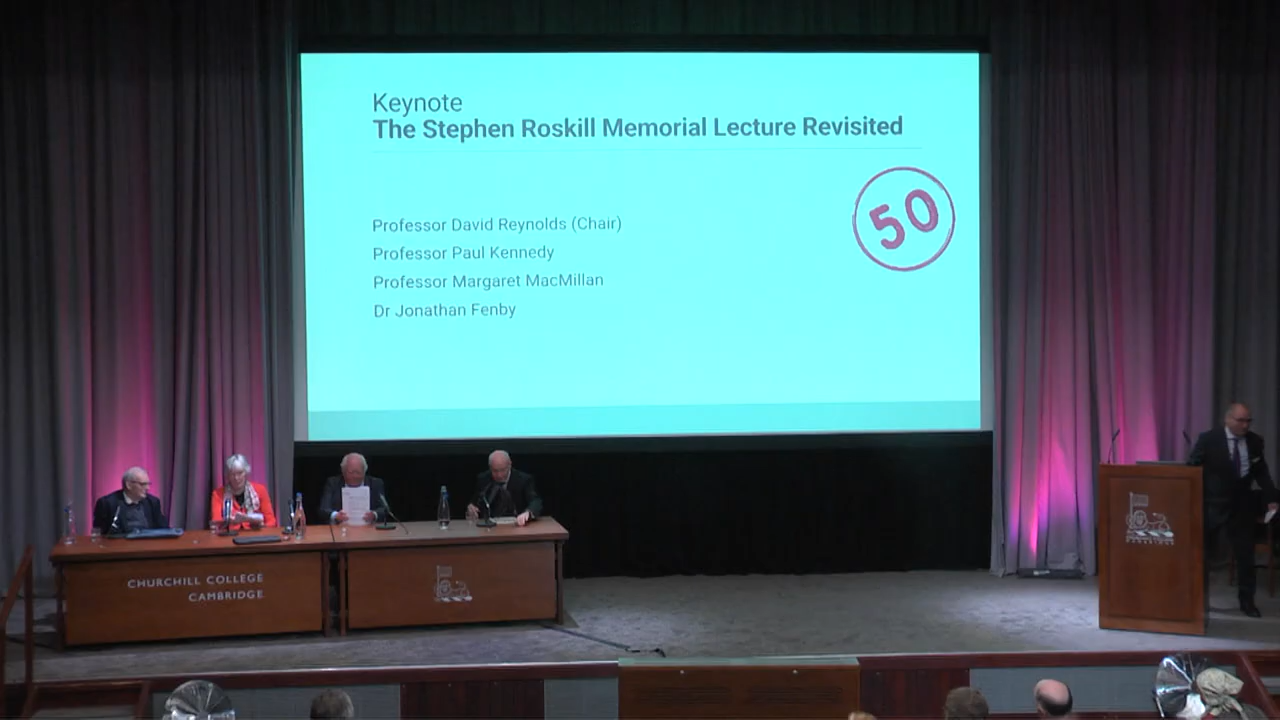 Keynote
The Stephen Roskill Memorial Lecture Revisited
50
Professor David Reynolds (Chair)
Professor Paul Kennedy
Professor Margaret MacMillan
Dr Jonathan Fenby
CHURCHILL COLLEGE
CAMBRIDGE